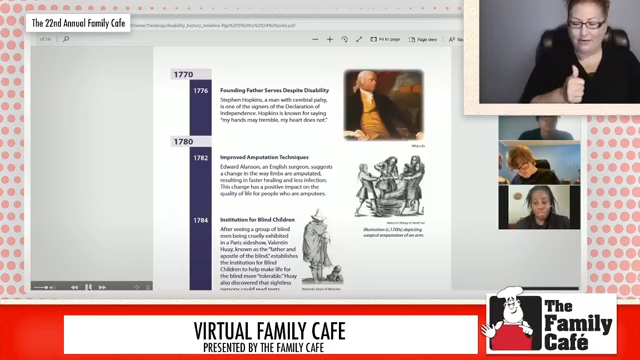 The 22nd Annual Family Cafe
Fit to page
Page view
1770
1776
Founding Father Serves Despite Disability
Stephen Hopkins, a man with cerebral palsy,
is one of the signers of the Declaration of
Independence. Hopkins is known for saying
"my hands may tremble, my heart does not."
1780
1782
Improved Amputation Techniques
Edward Alanson, an English surgeon, suggests
a change in the way limbs are amputated,
resulting in faster healing and less infection.
This change has a positive impact on the
quality of life for people who are amputees.
Illustration (c.1700s) depicting
surgical amputation of an arm.
1784
Institution for Blind Children
After seeing a group of blind
men being cruelly exhibited
in a Paris sideshow, Valentin
Huay, known as the "father and
apostle of the blind," establishes
the Institution for Blind
Children to help make life for
the blind more "tolerable." Huay
also discovered that sightless
persons could read texts
VIRTUAL FAMILY CAFE
PRESENTED BY THE FAMILY CAFE
The
Family
Café